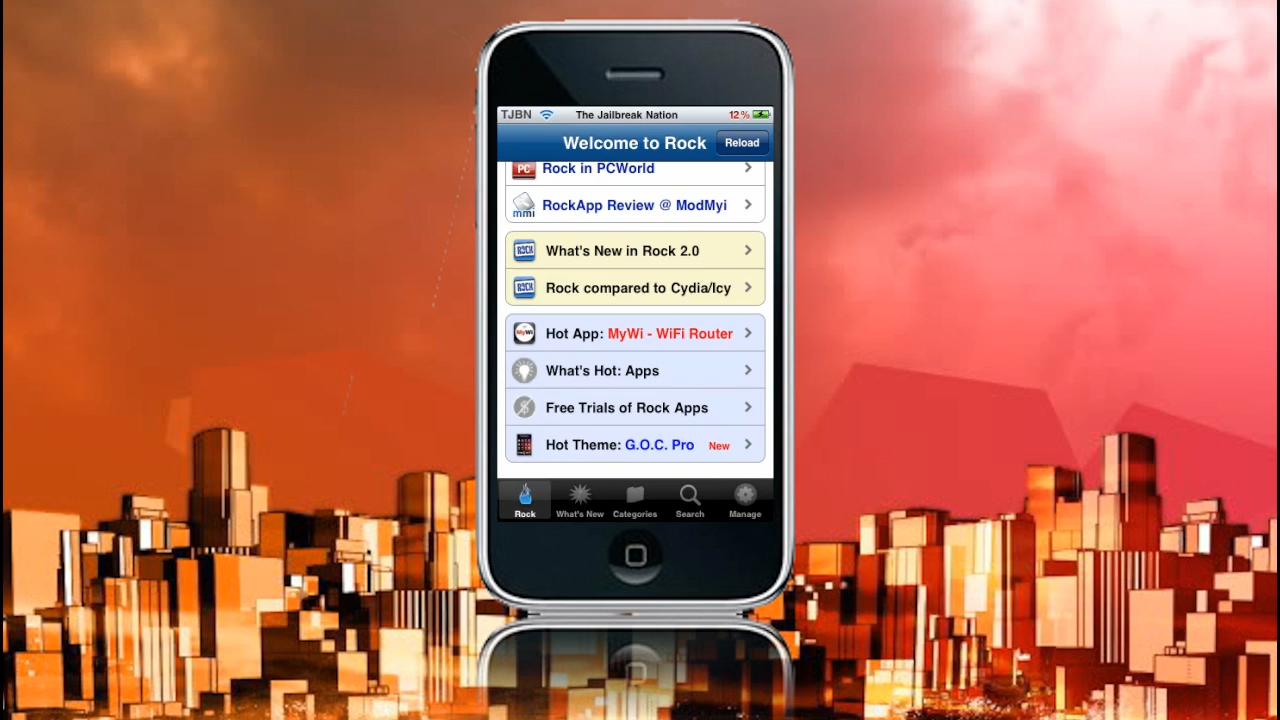 TJBN The Jailbreak Nation 12%
Welcome to Rock Reload
PC Rock in PCWorld
mmi RockApp Review @ ModMyi
ROCK What's New in Rock 2.0
ROCK Rock compared to Cydia/Icy
MyWi Hot App: MyWi - WiFi Router
What's Hot: Apps
Free Trials of Rock Apps
Hot Theme: G.O.C. Pro New
Rock What's New Categories Search Manage